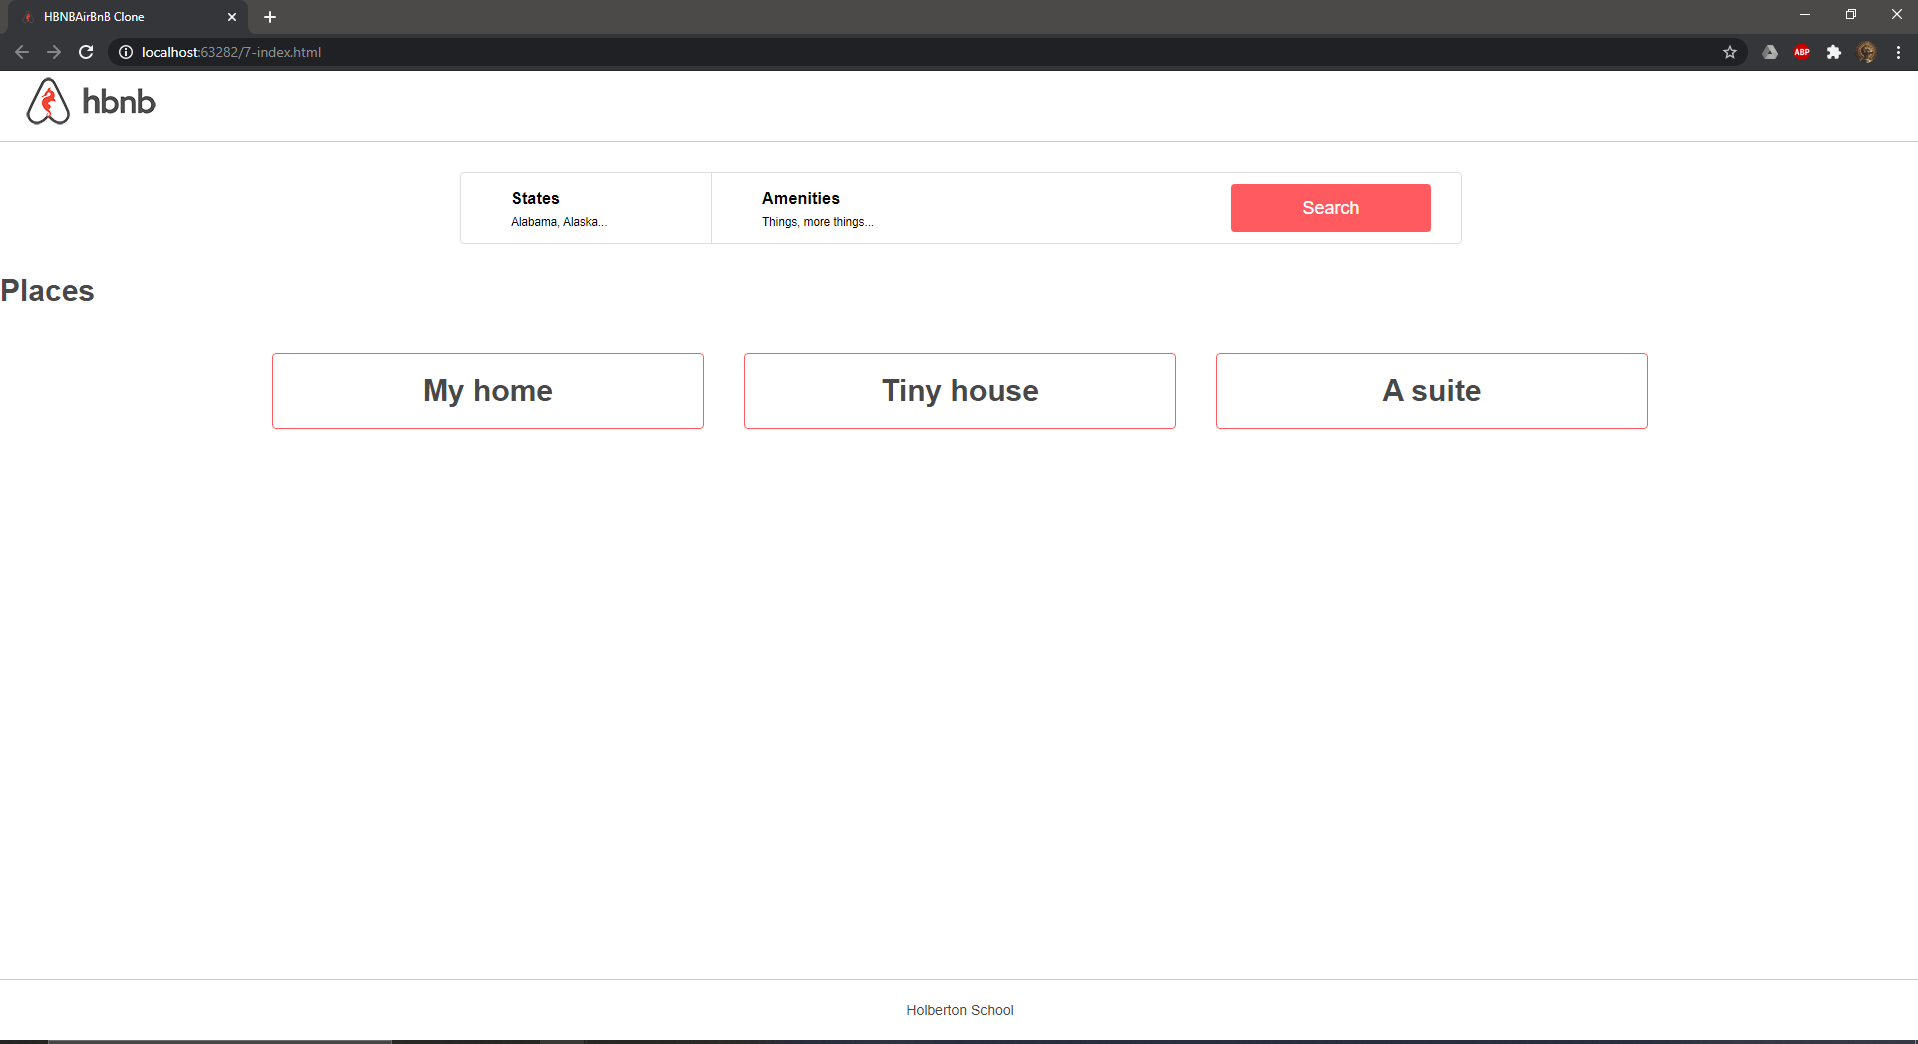 HBNBAirBnB Clone
localhost:63282/7-index.html
ABP
hbnb
States
Alabama, Alaska...
Amenities
Things, more things...
Search
Places
My home
Tiny house
A suite
Holberton School